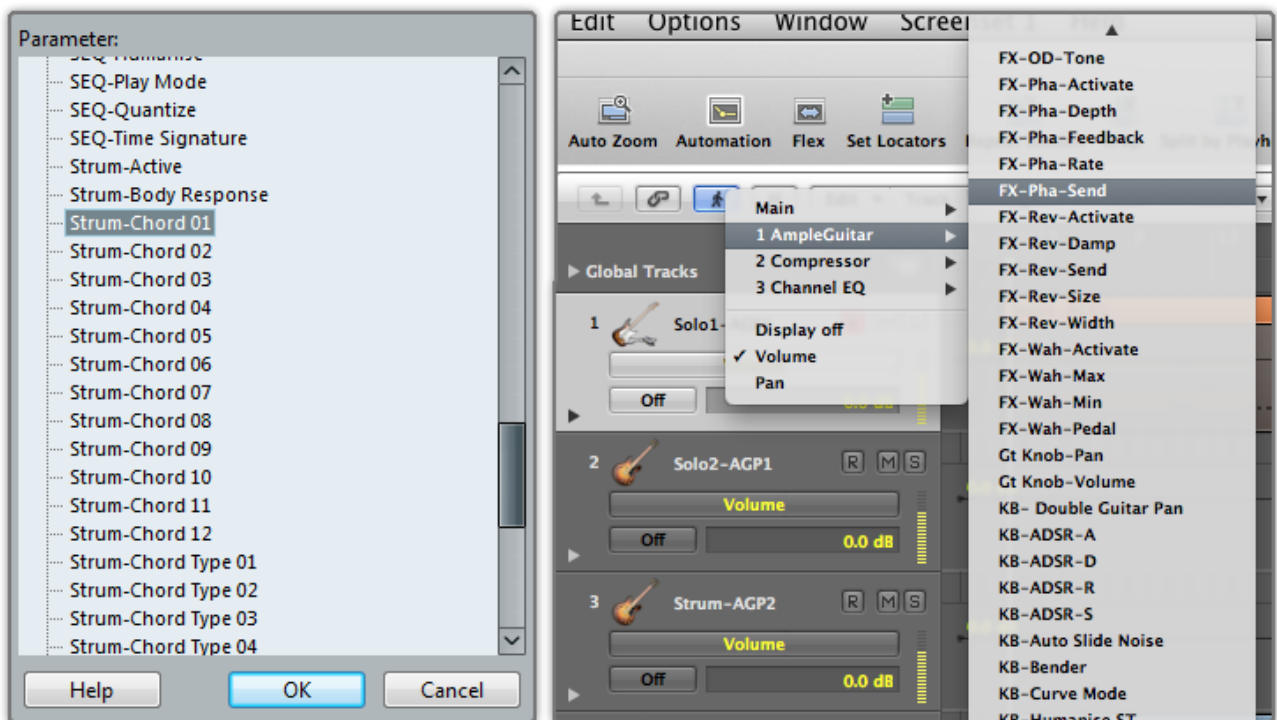 Parameter:
SEQ-Humanise
SEQ-Play Mode
SEQ-Quantize
SEQ-Time Signature
Strum-Active
Strum-Body Response
Strum-Chord 01
Strum-Chord 02
Strum-Chord 03
Strum-Chord 04
Strum-Chord 05
Strum-Chord 06
Strum-Chord 07
Strum-Chord 08
Strum-Chord 09
Strum-Chord 10
Strum-Chord 11
Strum-Chord 12
Strum-Chord Type 01
Strum-Chord Type 02
Strum-Chord Type 03
Strum-Chord Type 04
Help OK Cancel
Edit Options Window
Auto Zoom Automation Flex Set Locators
Global Tracks
1 Solo1-
Off
2 Solo2-AGP1 R M S
Volume
Off 0.0 dB
3 Strum-AGP2 R M S
Volume
Off 0.0 dB
Main
1 AmpleGuitar
2 Compressor
3 Channel EQ
Display off
✓ Volume
Pan
FX-OD-Tone
FX-Pha-Activate
FX-Pha-Depth
FX-Pha-Feedback
FX-Pha-Rate
FX-Pha-Send
FX-Rev-Activate
FX-Rev-Damp
FX-Rev-Send
FX-Rev-Size
FX-Rev-Width
FX-Wah-Activate
FX-Wah-Max
FX-Wah-Min
FX-Wah-Pedal
Gt Knob-Pan
Gt Knob-Volume
KB- Double Guitar Pan
KB-ADSR-A
KB-ADSR-D
KB-ADSR-R
KB-ADSR-S
KB-Auto Slide Noise
KB-Bender
KB-Curve Mode
KB-Humanise ST